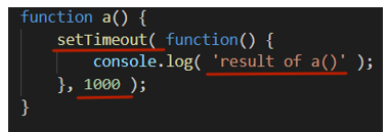 function a() {
    setTimeout( function() {
        console.log( 'result of a()' );
    }, 1000 );
}